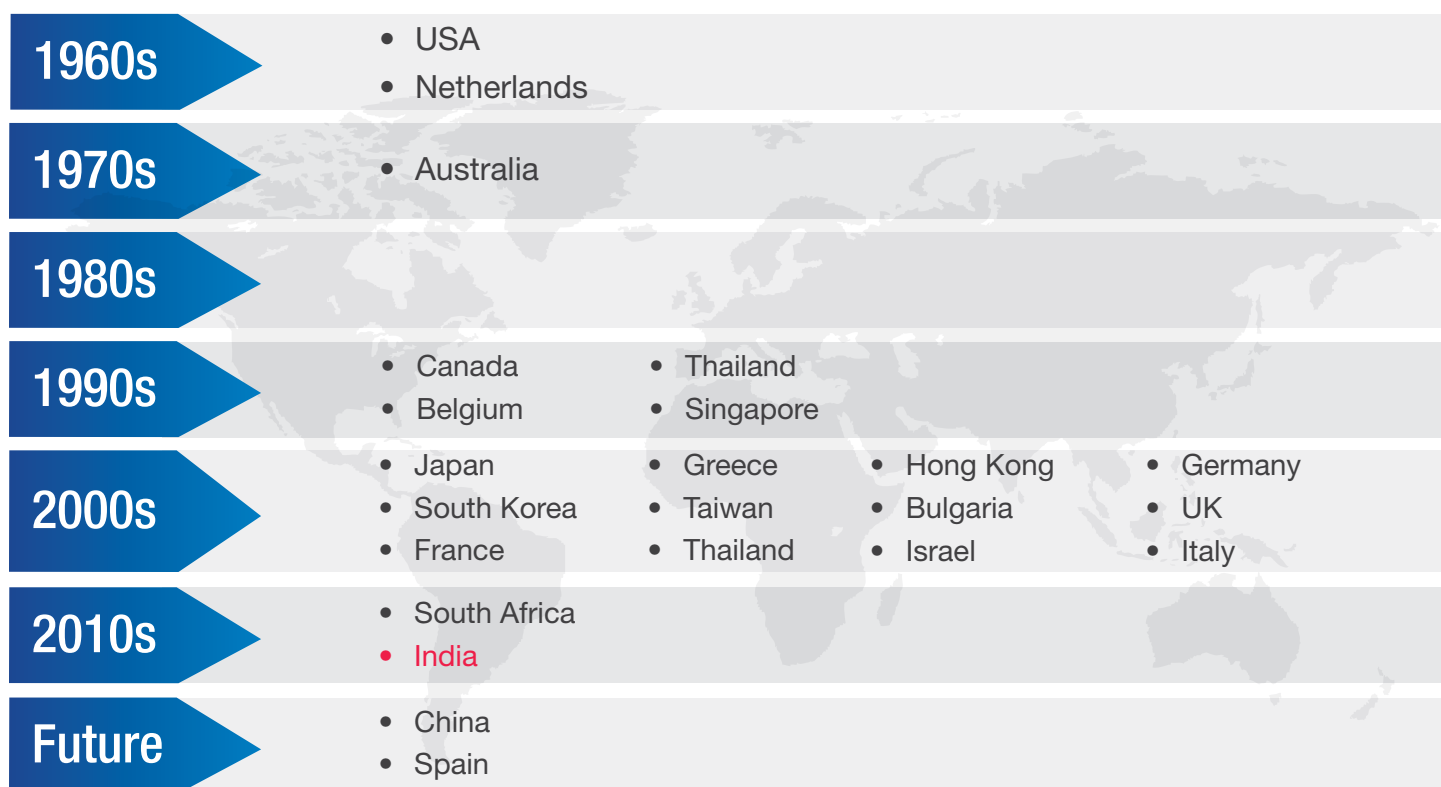 1960s
• USA
• Netherlands
1970s
• Australia
1980s
1990s
• Canada • Thailand
• Belgium • Singapore
2000s
• Japan • Greece • Hong Kong • Germany
• South Korea • Taiwan • Bulgaria • UK
• France • Thailand • Israel • Italy
2010s
• South Africa
• India
Future
• China
• Spain